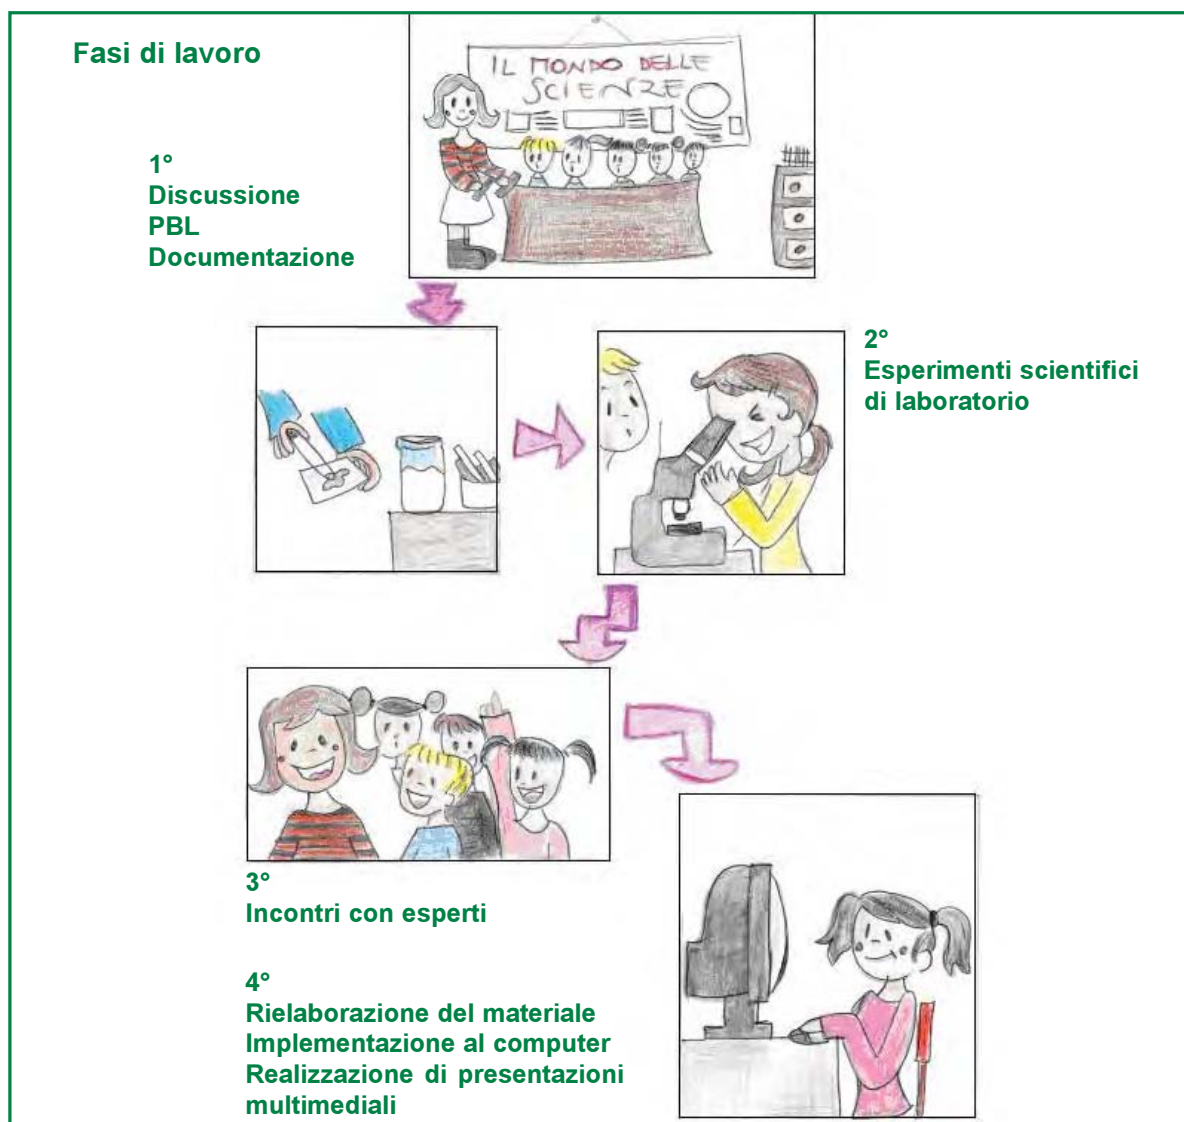 Fasi di lavoro
IL MONDO DELLE
SCIENZE
1°
Discussione
PBL
Documentazione
2°
Esperimenti scientifici
di laboratorio
3°
Incontri con esperti
4°
Rielaborazione del materiale
Implementazione al computer
Realizzazione di presentazioni
multimediali